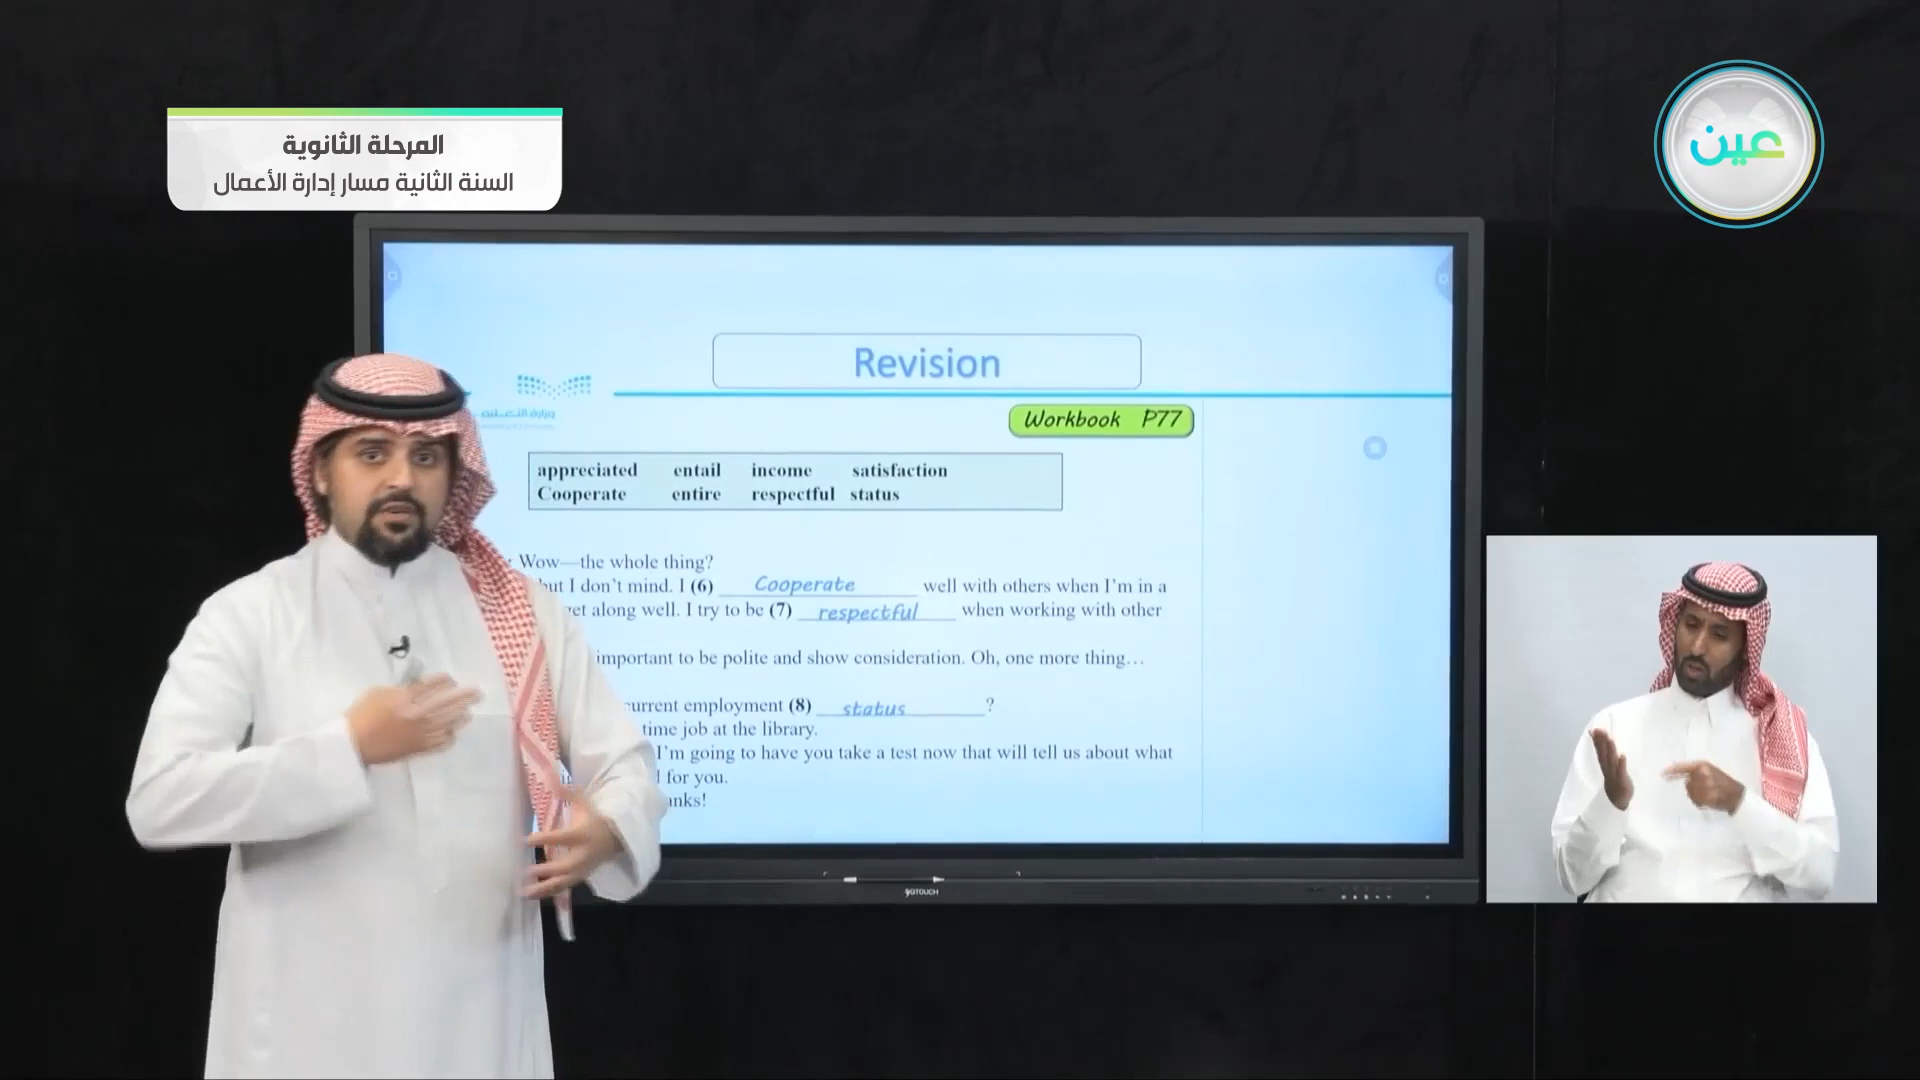 المرحلة الثانوية
السنة الثانية مسار إدارة الأعمال
عين
Revision
وزارة التعليم
Workbook P77
appreciated entail income satisfaction
Cooperate entire respectful status
Wow—the whole thing?
but I don't mind. I (6) Cooperate well with others when I'm in a
get along well. I try to be (7) respectful when working with other
important to be polite and show consideration. Oh, one more thing…
current employment (8) status ?
time job at the library.
I'm going to have you take a test now that will tell us about what
for you.